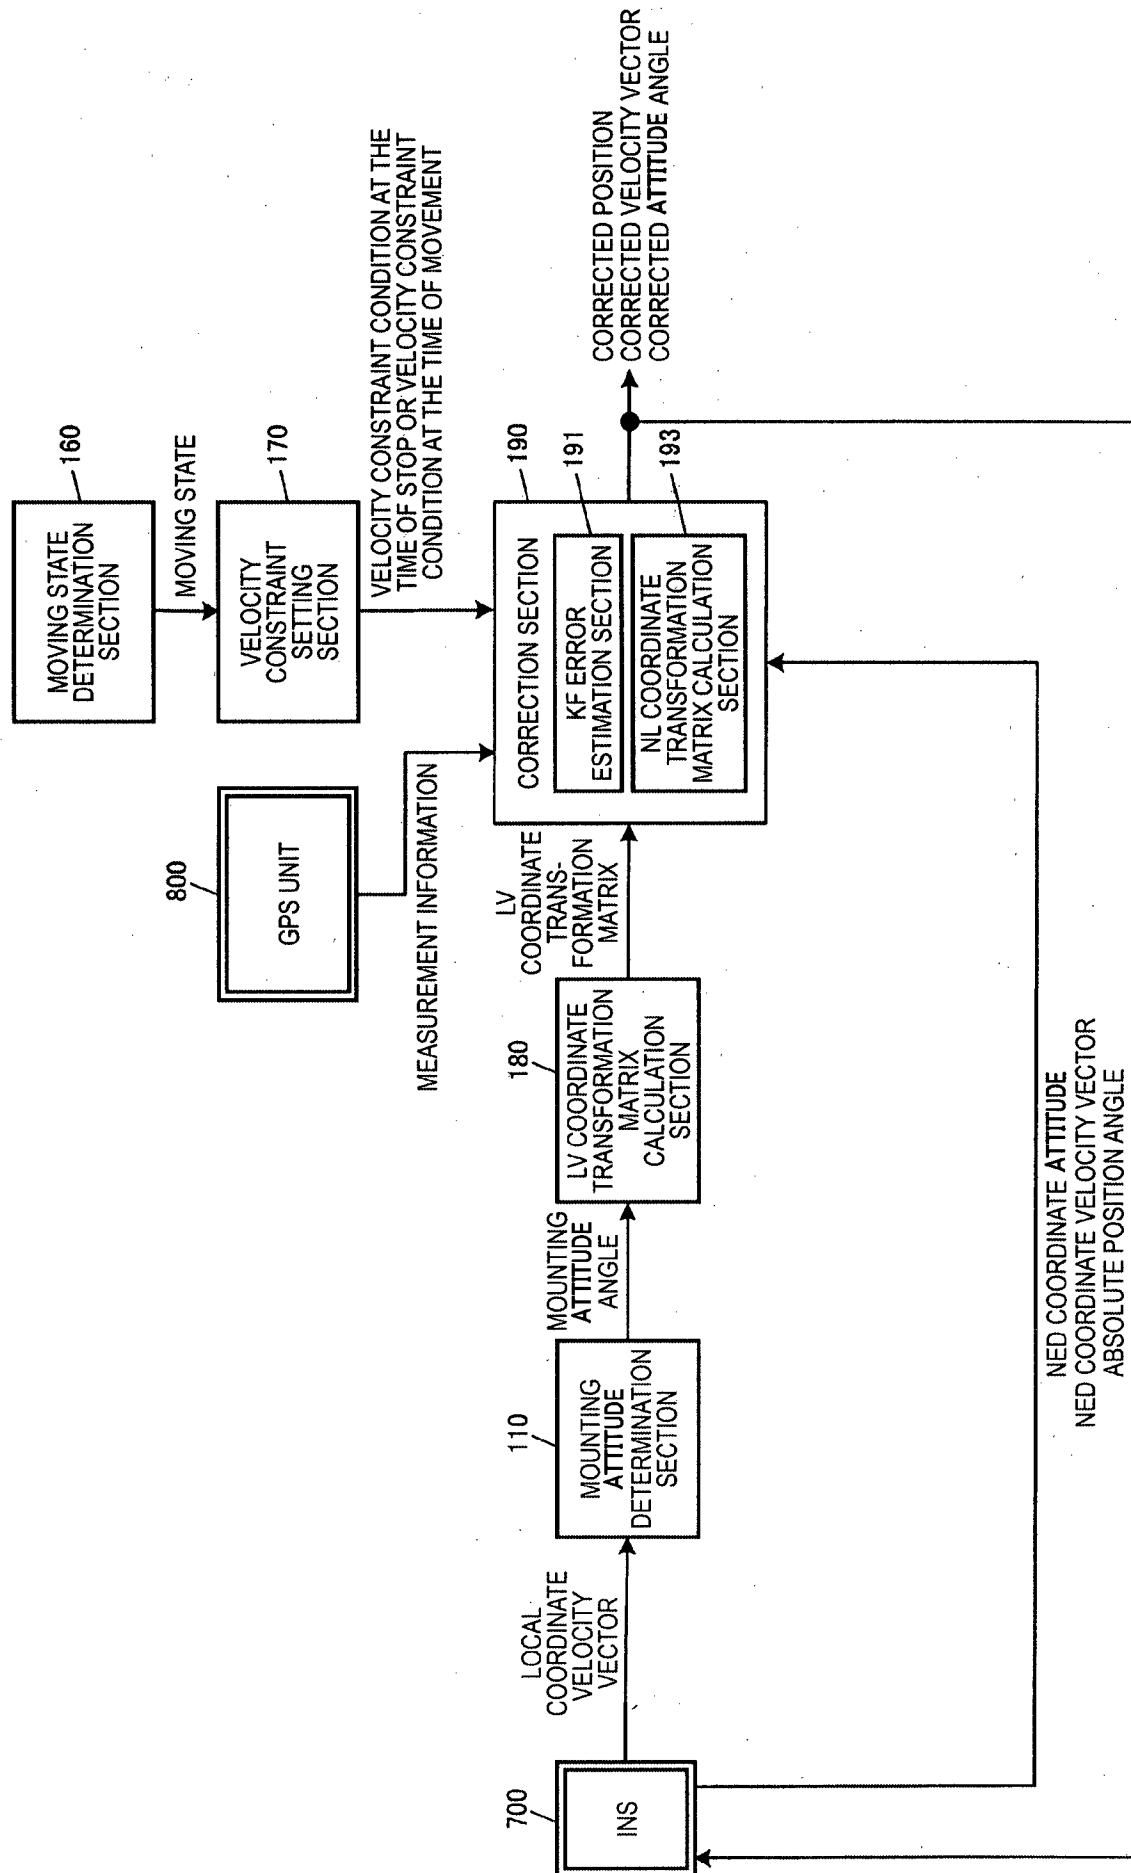 160
MOVING STATE
DETERMINATION
SECTION
MOVING STATE
170
VELOCITY
CONSTRAINT
SETTING
SECTION
VELOCITY CONSTRAINT CONDITION AT THE
TIME OF STOP OR VELOCITY CONSTRAINT
CONDITION AT THE TIME OF MOVEMENT
800
GPS UNIT
MEASUREMENT INFORMATION
700
INS
LOCAL
COORDINATE
VELOCITY
VECTOR
110
MOUNTING
ATTITUDE
DETERMINATION
SECTION
MOUNTING
ATTITUDE
ANGLE
180
LV COORDINATE
TRANSFORMATION
MATRIX
CALCULATION
SECTION
LV
COORDINATE
TRANS-
FORMATION
MATRIX
190
CORRECTION SECTION
191
KF ERROR
ESTIMATION SECTION
193
NL COORDINATE
TRANSFORMATION
MATRIX CALCULATION
SECTION
CORRECTED POSITION
CORRECTED VELOCITY VECTOR
CORRECTED ATTITUDE ANGLE
NED COORDINATE ATTITUDE
NED COORDINATE VELOCITY VECTOR
ABSOLUTE POSITION ANGLE